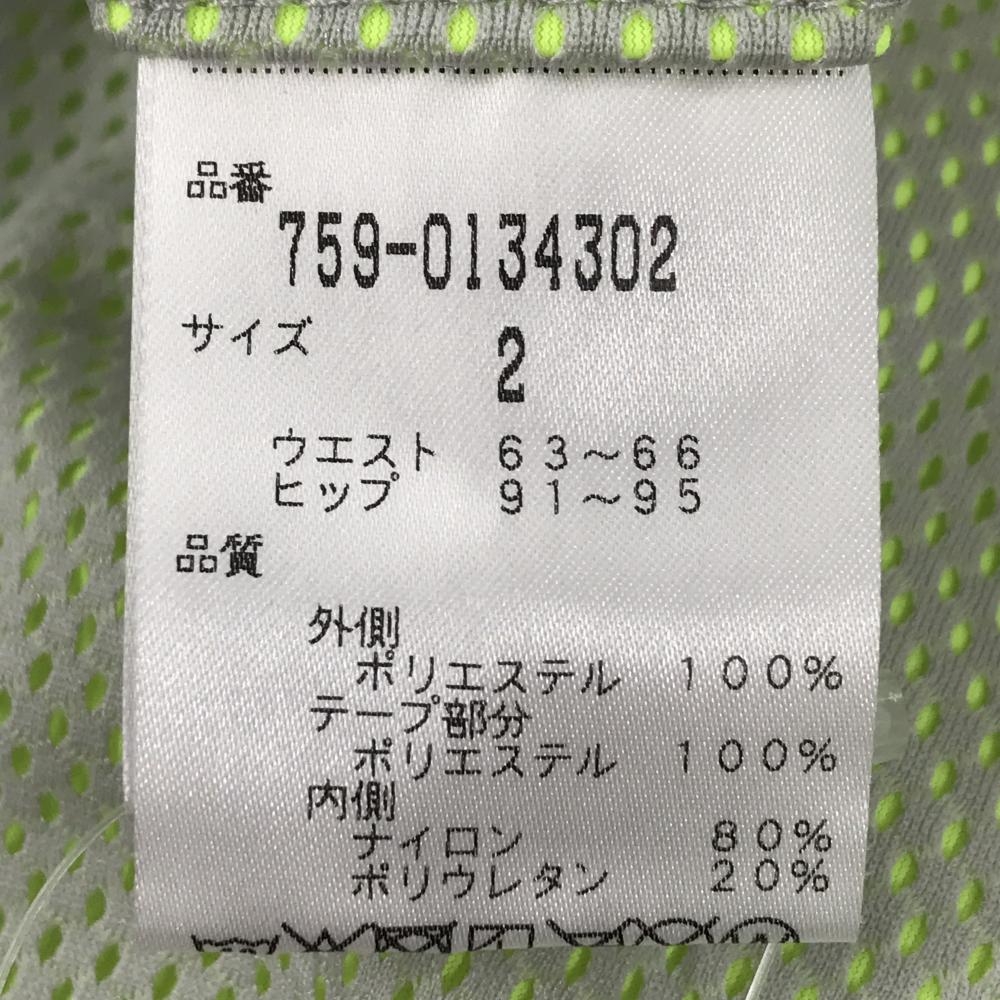 品番
759-0134302
サイズ 2
ウエスト 63〜66
ヒップ 91〜95
品質
外側
ポリエステル 100%
テープ部分
ポリエステル 100%
内側
ナイロン 80%
ポリウレタン 20%